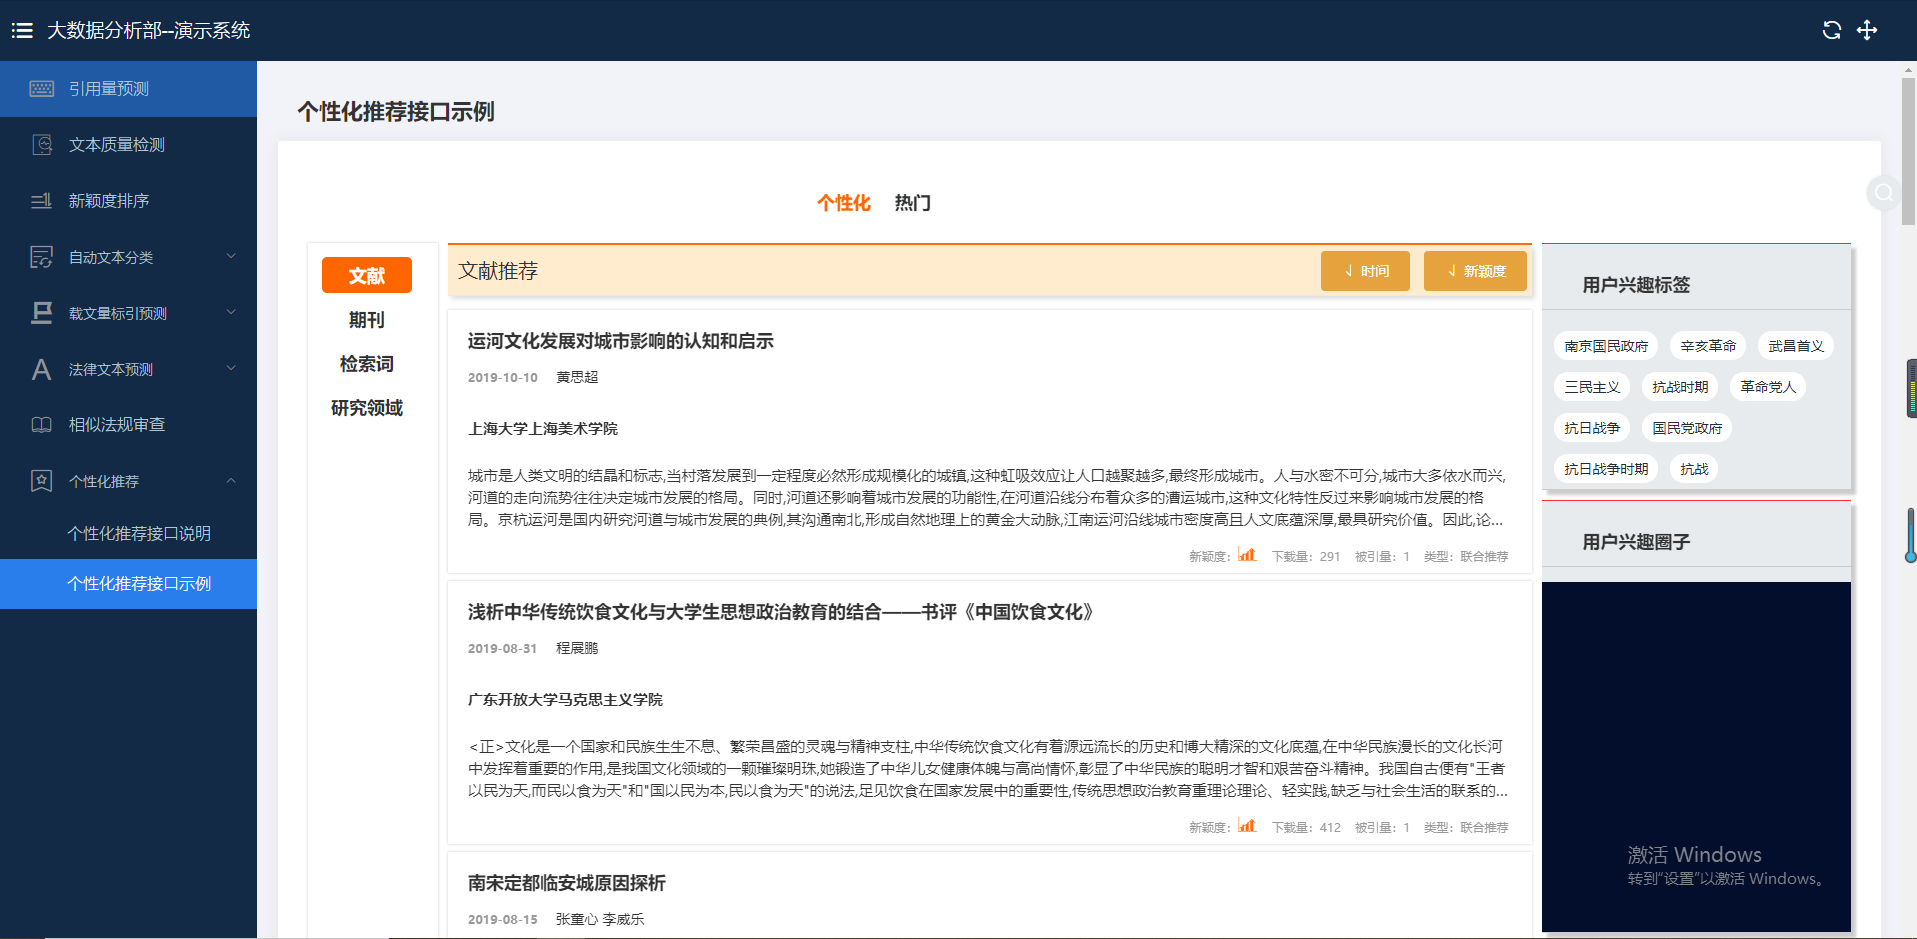 大数据分析部--演示系统
引用量预测
文本质量检测
新颖度排序
自动文本分类
载文量标引预测
法律文本预测
相似法规审查
个性化推荐
个性化推荐接口说明
个性化推荐接口示例
个性化推荐接口示例
个性化 热门
文献
期刊
检索词
研究领域
文献推荐
↓ 时间
↓ 新颖度
运河文化发展对城市影响的认知和启示
2019-10-10 黄思超
上海大学上海美术学院
城市是人类文明的结晶和标志,当村落发展到一定程度必然形成规模化的城镇,这种虹吸效应让人口越聚越多,最终形成城市。人与水密不可分,城市大多依水而兴,
河道的走向流势往往决定城市发展的格局。同时,河道还影响着城市发展的功能性,在河道沿线分布着众多的漕运城市,这种文化特性反过来影响城市发展的格
局。京杭运河是国内研究河道与城市发展的典例,其沟通南北,形成自然地理上的黄金大动脉,江南运河沿线城市密度高且人文底蕴深厚,最具研究价值。因此,论...
新颖度: 下载量: 291 被引量: 1 类型: 联合推荐
浅析中华传统饮食文化与大学生思想政治教育的结合——书评《中国饮食文化》
2019-08-31 程展鹏
广东开放大学马克思主义学院
<正>文化是一个国家和民族生生不息、繁荣昌盛的灵魂与精神支柱,中华传统饮食文化有着源远流长的历史和博大精深的文化底蕴,在中华民族漫长的文化长河
中发挥着重要的作用,是我国文化领域的一颗璀璨明珠,她锻造了中华儿女健康体魄与高尚情怀,彰显了中华民族的聪明才智和艰苦奋斗精神。我国自古便有"王者
以民为天,而民以食为天"和"国以民为本,民以食为天"的说法,足见饮食在国家发展中的重要性,传统思想政治教育重理论理论、轻实践,缺乏与社会生活的联系的...
新颖度: 下载量: 412 被引量: 1 类型: 联合推荐
南宋定都临安城原因探析
2019-08-15 张童心 李威乐
用户兴趣标签
南京国民政府 辛亥革命 武昌首义
三民主义 抗战时期 革命党人
抗日战争 国民党政府
抗日战争时期 抗战
用户兴趣圈子
激活 Windows
转到“设置”以激活 Windows。